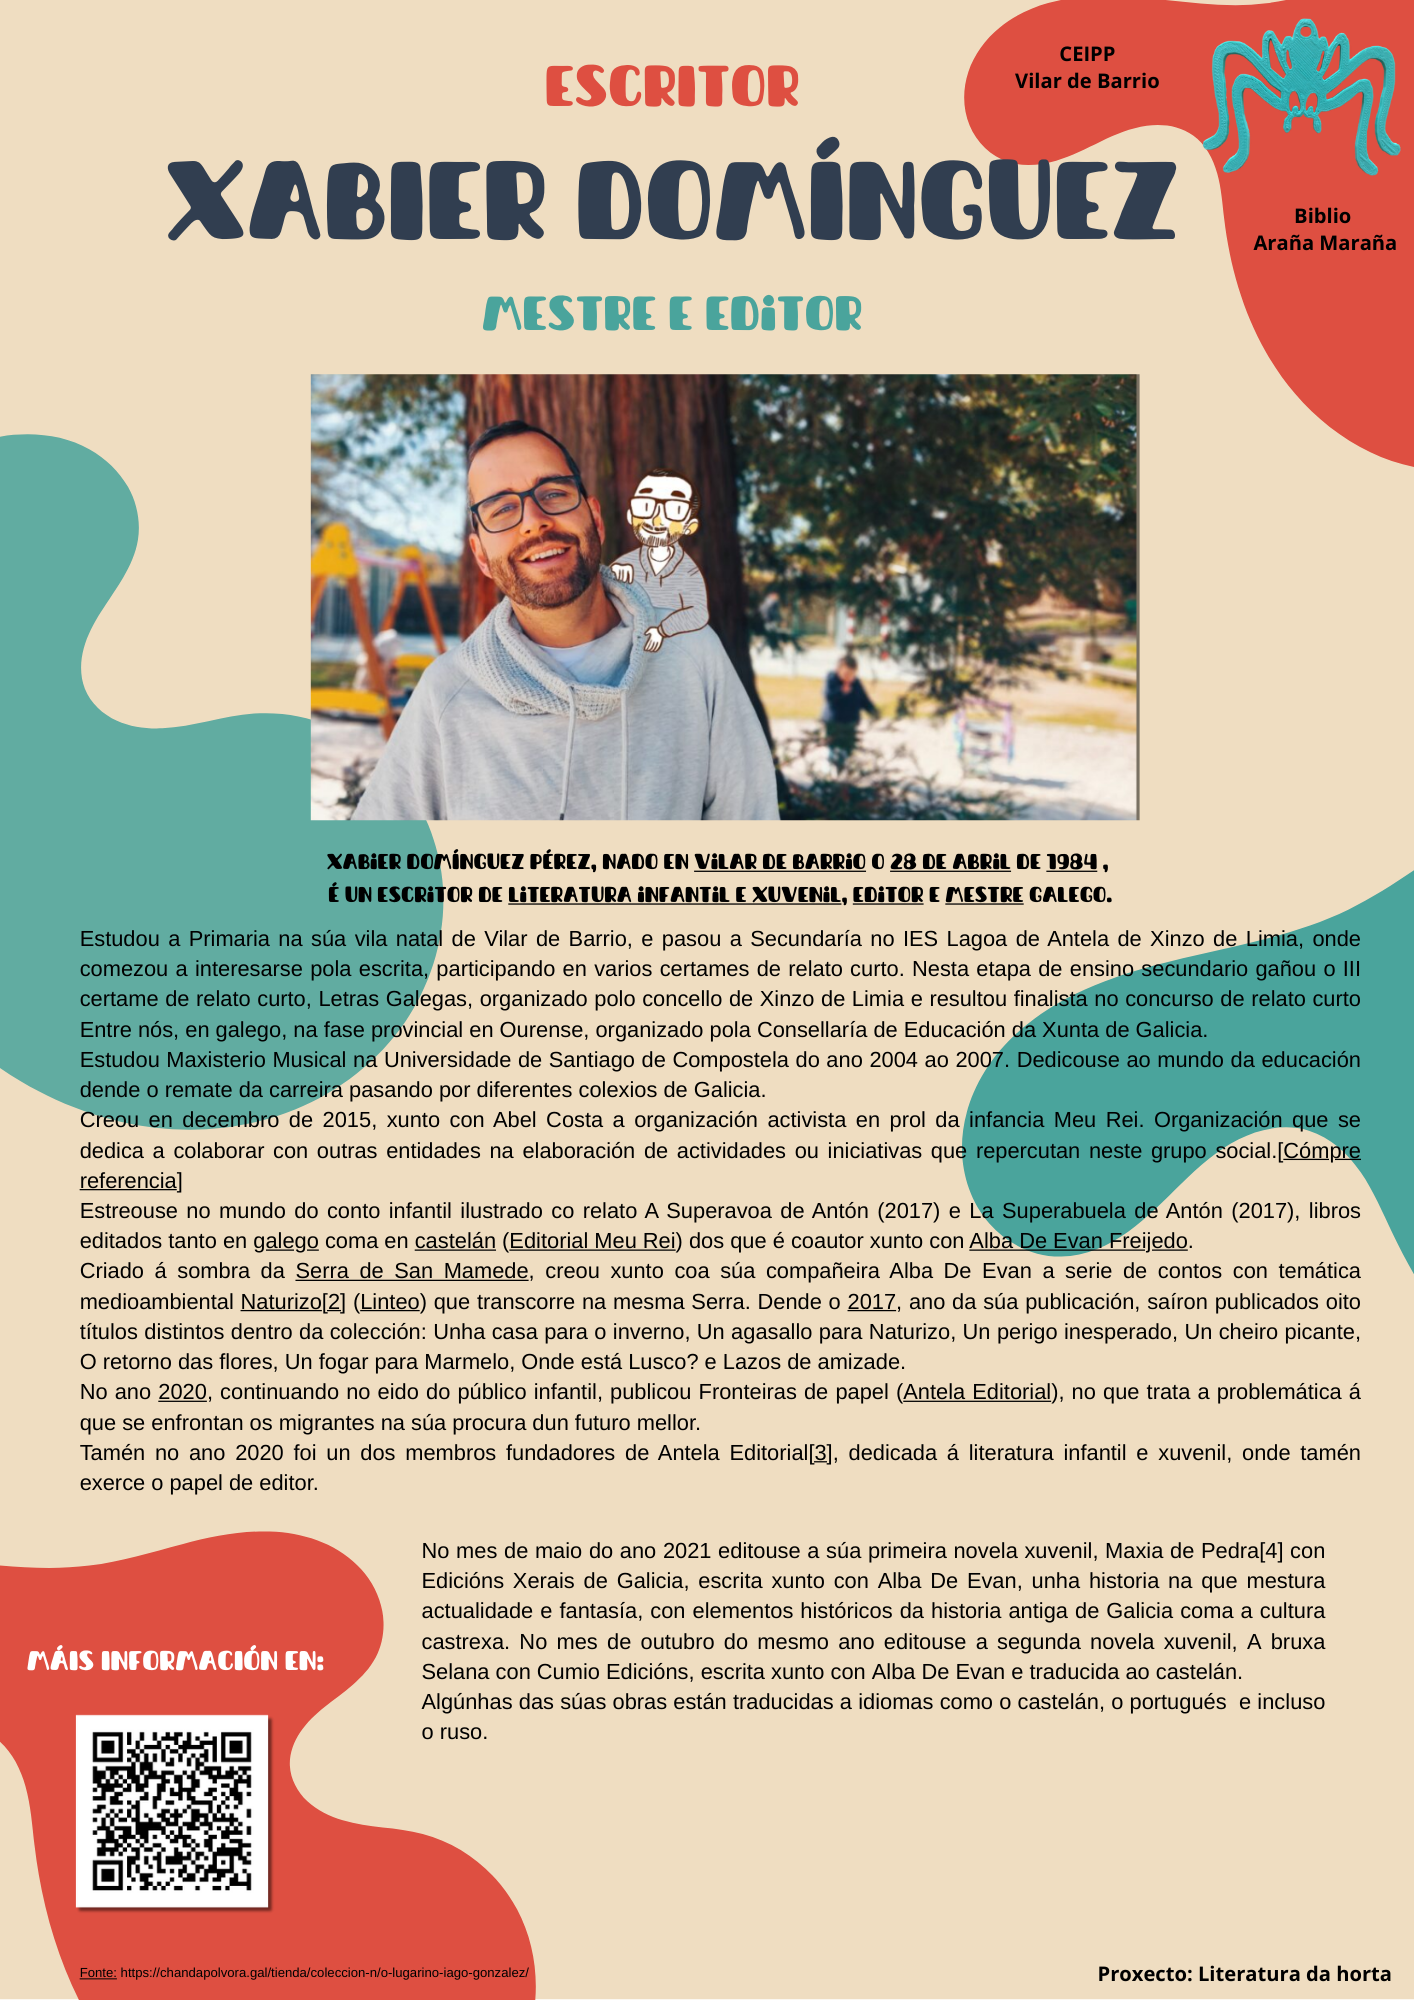 CEIPP
Vilar de Barrio
ESCRITOR
XABIER DOMÍNGUEZ
Biblio
Araña Maraña
MESTRE E EDITOR
XABIER DOMÍNGUEZ PÉREZ, NADO EN VILAR DE BARRIO O 28 DE ABRIL DE 1984 ,
É UN ESCRITOR DE LITERATURA INFANTIL E XUVENIL, EDITOR E MESTRE GALEGO.
Estudou a Primaria na súa vila natal de Vilar de Barrio, e pasou a Secundaría no IES Lagoa de Antela de Xinzo de Limia, onde
comezou a interesarse pola escrita, participando en varios certames de relato curto. Nesta etapa de ensino secundario gañou o III
certame de relato curto, Letras Galegas, organizado polo concello de Xinzo de Limia e resultou finalista no concurso de relato curto
Entre nós, en galego, na fase provincial en Ourense, organizado pola Consellaría de Educación da Xunta de Galicia.
Estudou Maxisterio Musical na Universidade de Santiago de Compostela do ano 2004 ao 2007. Dedicouse ao mundo da educación
dende o remate da carreira pasando por diferentes colexios de Galicia.
Creou en decembro de 2015, xunto con Abel Costa a organización activista en prol da infancia Meu Rei. Organización que se
dedica a colaborar con outras entidades na elaboración de actividades ou iniciativas que repercutan neste grupo social.[Cómpre
referencia]
Estreouse no mundo do conto infantil ilustrado co relato A Superavoa de Antón (2017) e La Superabuela de Antón (2017), libros
editados tanto en galego coma en castelán (Editorial Meu Rei) dos que é coautor xunto con Alba De Evan Freijedo.
Criado á sombra da Serra de San Mamede, creou xunto coa súa compañeira Alba De Evan a serie de contos con temática
medioambiental Naturizo[2] (Linteo) que transcorre na mesma Serra. Dende o 2017, ano da súa publicación, saíron publicados oito
títulos distintos dentro da colección: Unha casa para o inverno, Un agasallo para Naturizo, Un perigo inesperado, Un cheiro picante,
O retorno das flores, Un fogar para Marmelo, Onde está Lusco? e Lazos de amizade.
No ano 2020, continuando no eido do público infantil, publicou Fronteiras de papel (Antela Editorial), no que trata a problemática á
que se enfrontan os migrantes na súa procura dun futuro mellor.
Tamén no ano 2020 foi un dos membros fundadores de Antela Editorial[3], dedicada á literatura infantil e xuvenil, onde tamén
exerce o papel de editor.
No mes de maio do ano 2021 editouse a súa primeira novela xuvenil, Maxia de Pedra[4] con
Edicións Xerais de Galicia, escrita xunto con Alba De Evan, unha historia na que mestura
actualidade e fantasía, con elementos históricos da historia antiga de Galicia coma a cultura
castrexa. No mes de outubro do mesmo ano editouse a segunda novela xuvenil, A bruxa
Selana con Cumio Edicións, escrita xunto con Alba De Evan e traducida ao castelán.
Algúnhas das súas obras están traducidas a idiomas como o castelán, o portugués  e incluso
o ruso.
MÁIS INFORMACIÓN EN:
Fonte: https://chandapolvora.gal/tienda/coleccion-n/o-lugarino-iago-gonzalez/
Proxecto: Literatura da horta